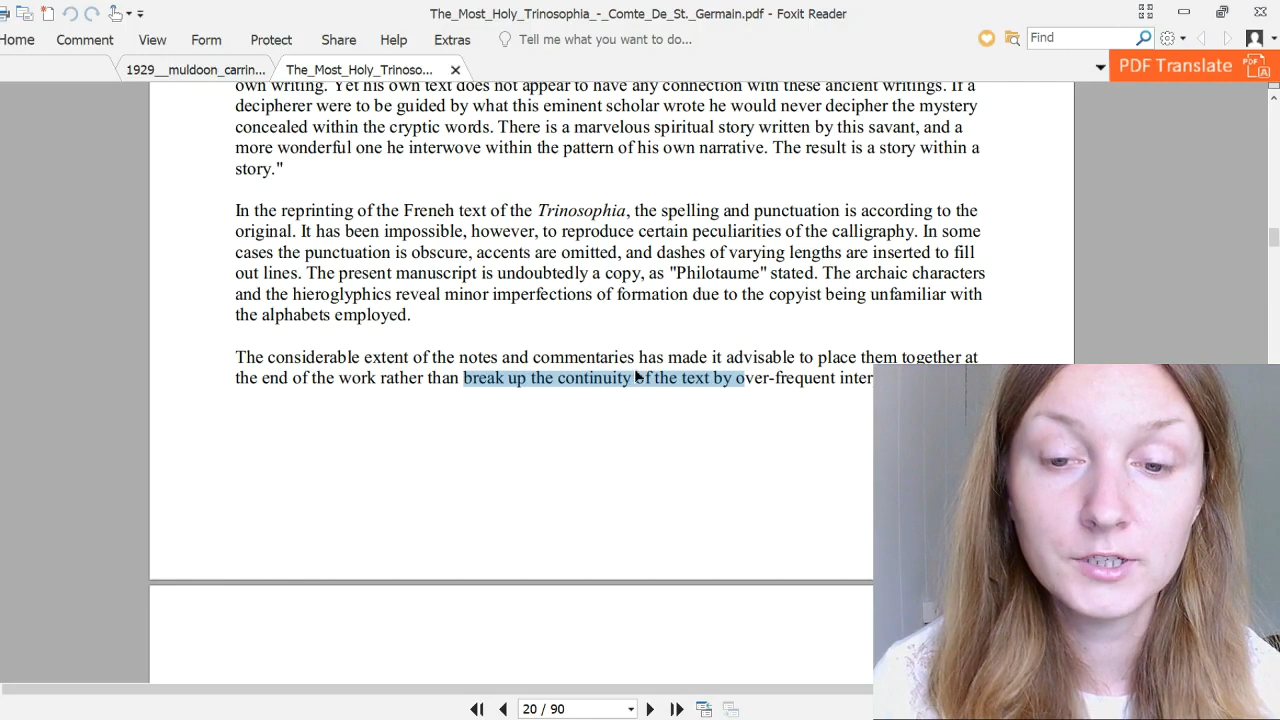 The_Most_Holy_Trinosophia_-_Comte_De_St._Germain.pdf - Foxit Reader
Home Comment View Form Protect Share Help Extras Tell me what you want to do... Find
1929__muldoon_carrin... The_Most_Holy_Trinoso... PDF Translate
own writing. Yet his own text does not appear to have any connection with these ancient writings. If a
decipherer were to be guided by what this eminent scholar wrote he would never decipher the mystery
concealed within the cryptic words. There is a marvelous spiritual story written by this savant, and a
more wonderful one he interwove within the pattern of his own narrative. The result is a story within a
story."
In the reprinting of the Freneh text of the Trinosophia, the spelling and punctuation is according to the
original. It has been impossible, however, to reproduce certain peculiarities of the calligraphy. In some
cases the punctuation is obscure, accents are omitted, and dashes of varying lengths are inserted to fill
out lines. The present manuscript is undoubtedly a copy, as "Philotaume" stated. The archaic characters
and the hieroglyphics reveal minor imperfections of formation due to the copyist being unfamiliar with
the alphabets employed.
The considerable extent of the notes and commentaries has made it advisable to place them together at
the end of the work rather than break up the continuity of the text by over-frequent
20 / 90